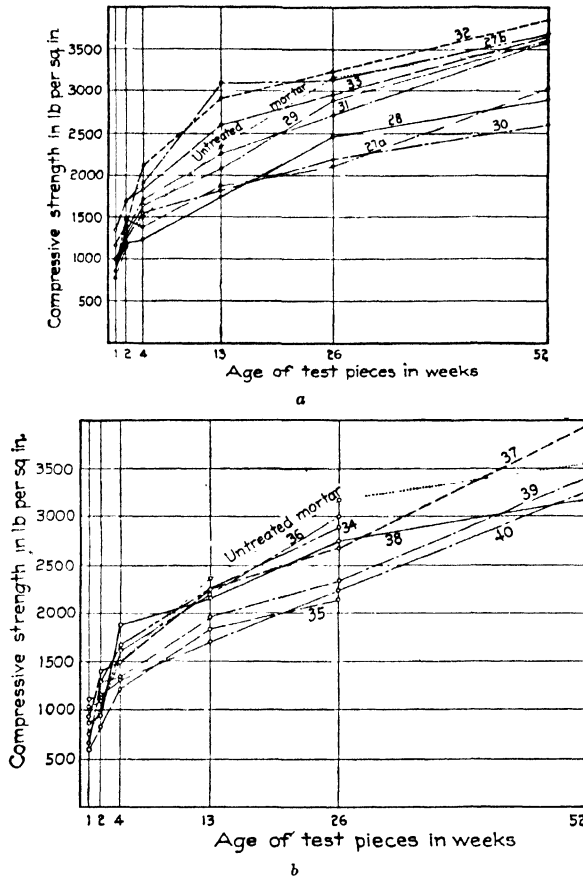 Compressive strength in lb per sq in.
3500
3000
2500
2000
1500
1000
500
32
27b
33
Untreated mortar
29
31
28
27a
30
1 2 4 13 26 52
Age of test pieces in weeks
a
Compressive strength, in lb per sq in.
3500
3000
2500
2000
1500
1000
500
37
Untreated mortar
36
34
38
39
40
35
1 2 4 13 26 52
Age of test pieces in weeks
b